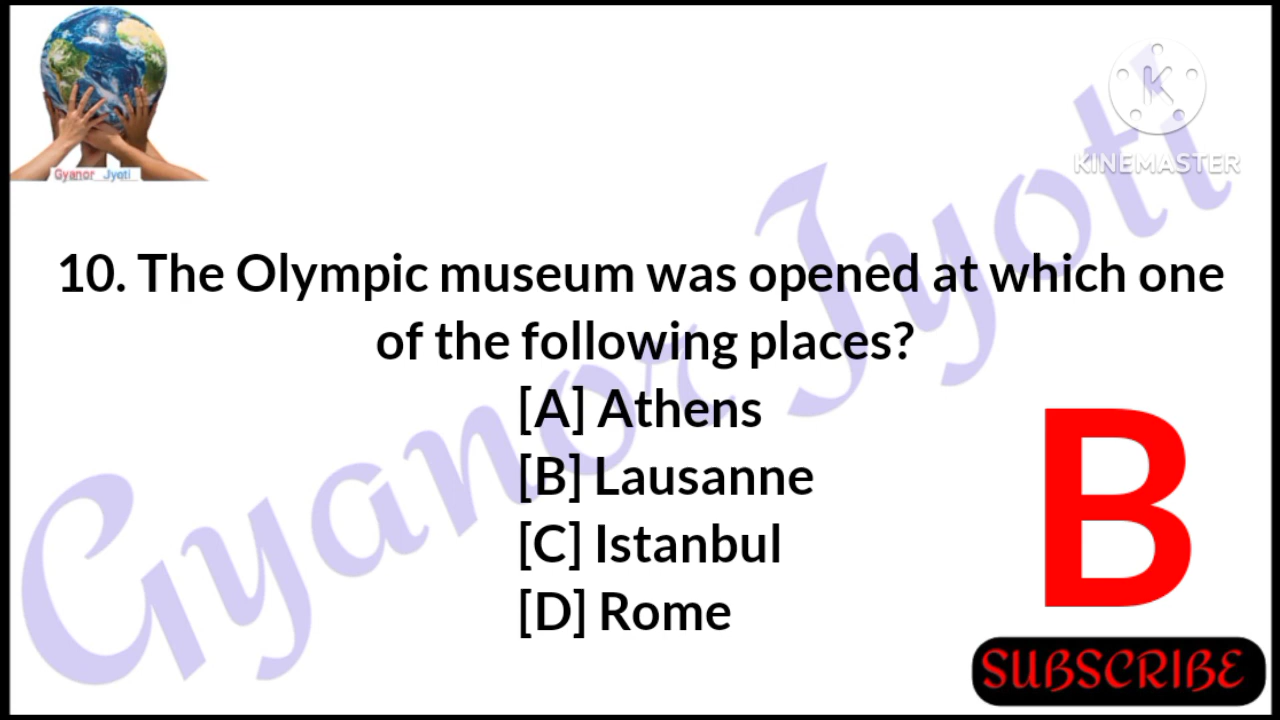 Gyanor Jyoti
K
KINEMASTER
Gyanor Jyoti
10. The Olympic museum was opened at which one
of the following places?
[A] Athens
[B] Lausanne
[C] Istanbul
[D] Rome
B
SUBSCRIBE